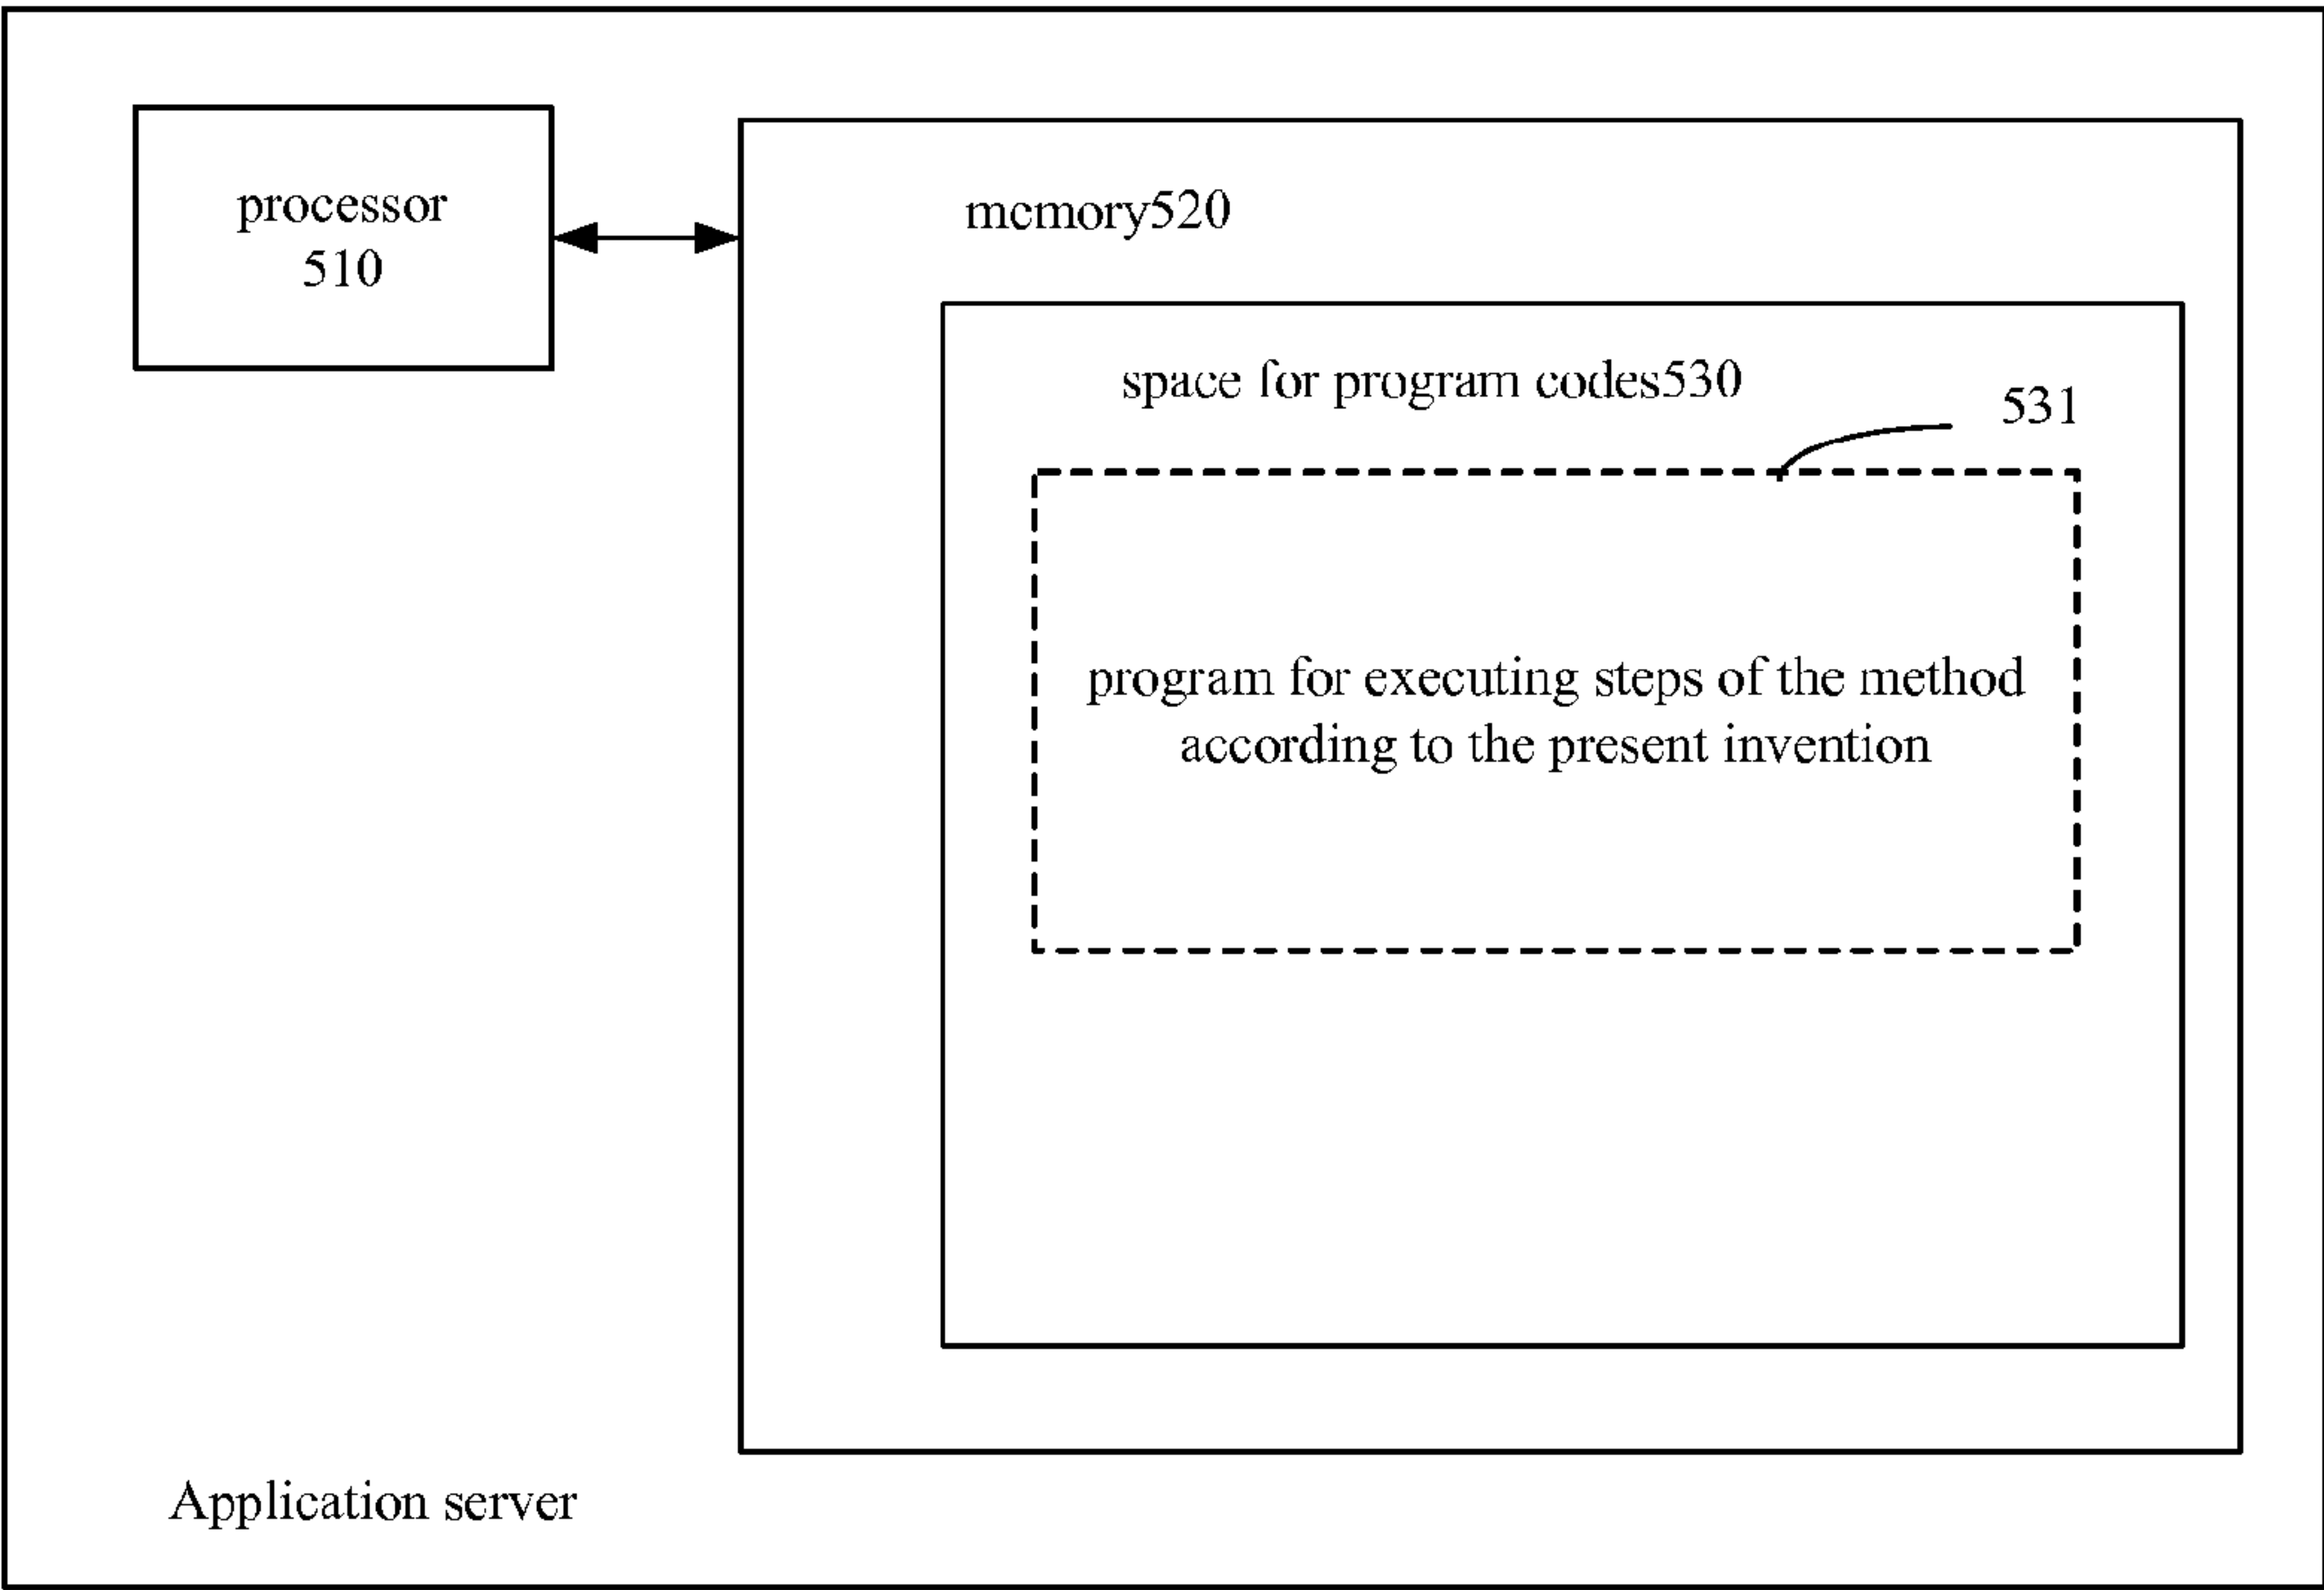 processor
510
memory520
space for program codes530
531
program for executing steps of the method
according to the present invention
Application server